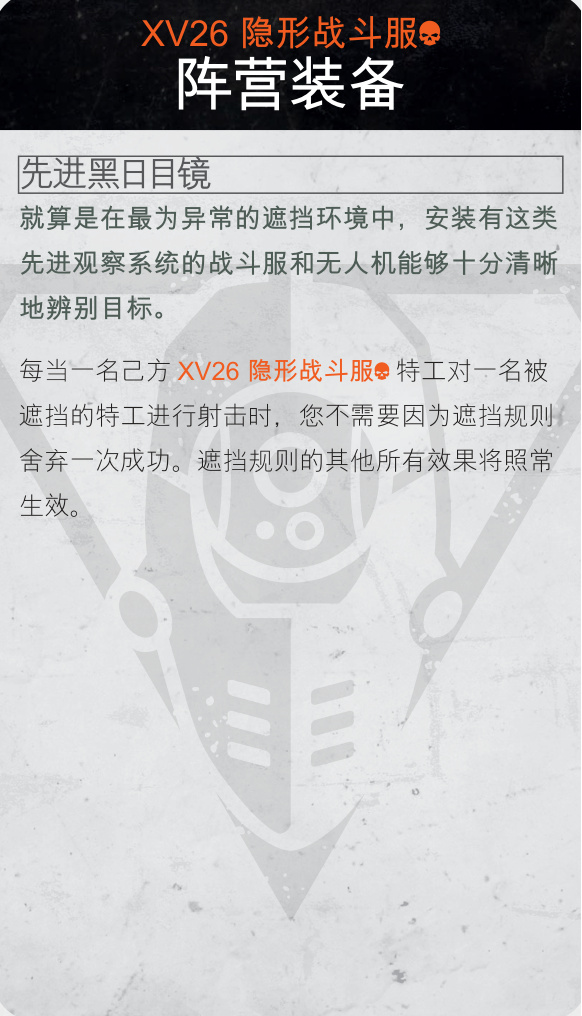 XV26 隐形战斗服
阵营装备
先进黑日目镜
就算是在最为异常的遮挡环境中，安装有这类
先进观察系统的战斗服和无人机能够十分清晰
地辨别目标。
每当一名己方 XV26 隐形战斗服 特工对一名被
遮挡的特工进行射击时，您不需要因为遮挡规则
舍弃一次成功。遮挡规则的其他所有效果将照常
生效。